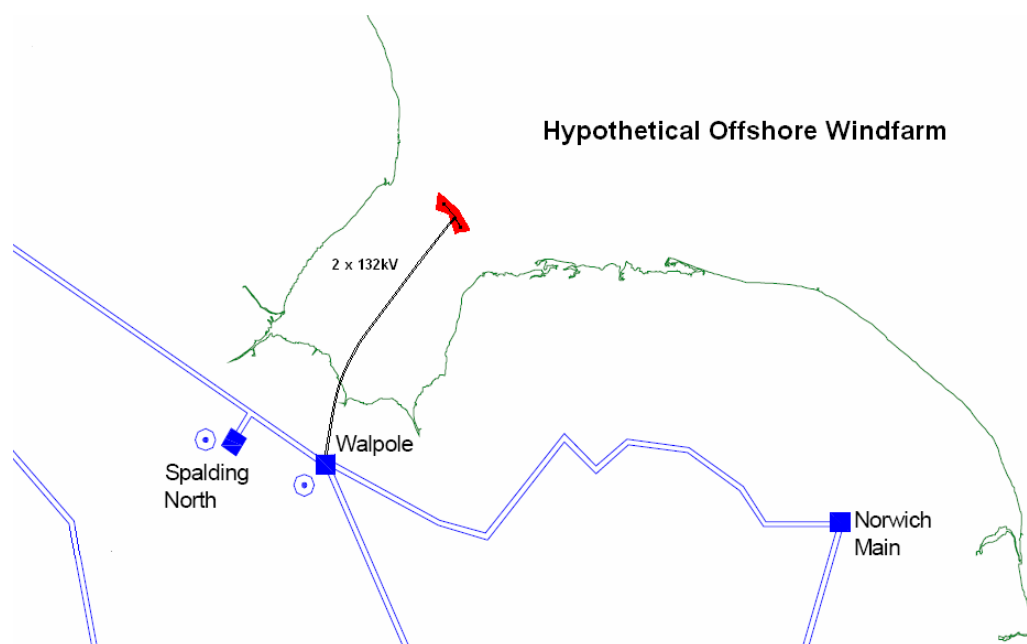 Hypothetical Offshore Windfarm
2 x 132kV
Walpole
Spalding
North
Norwich
Main